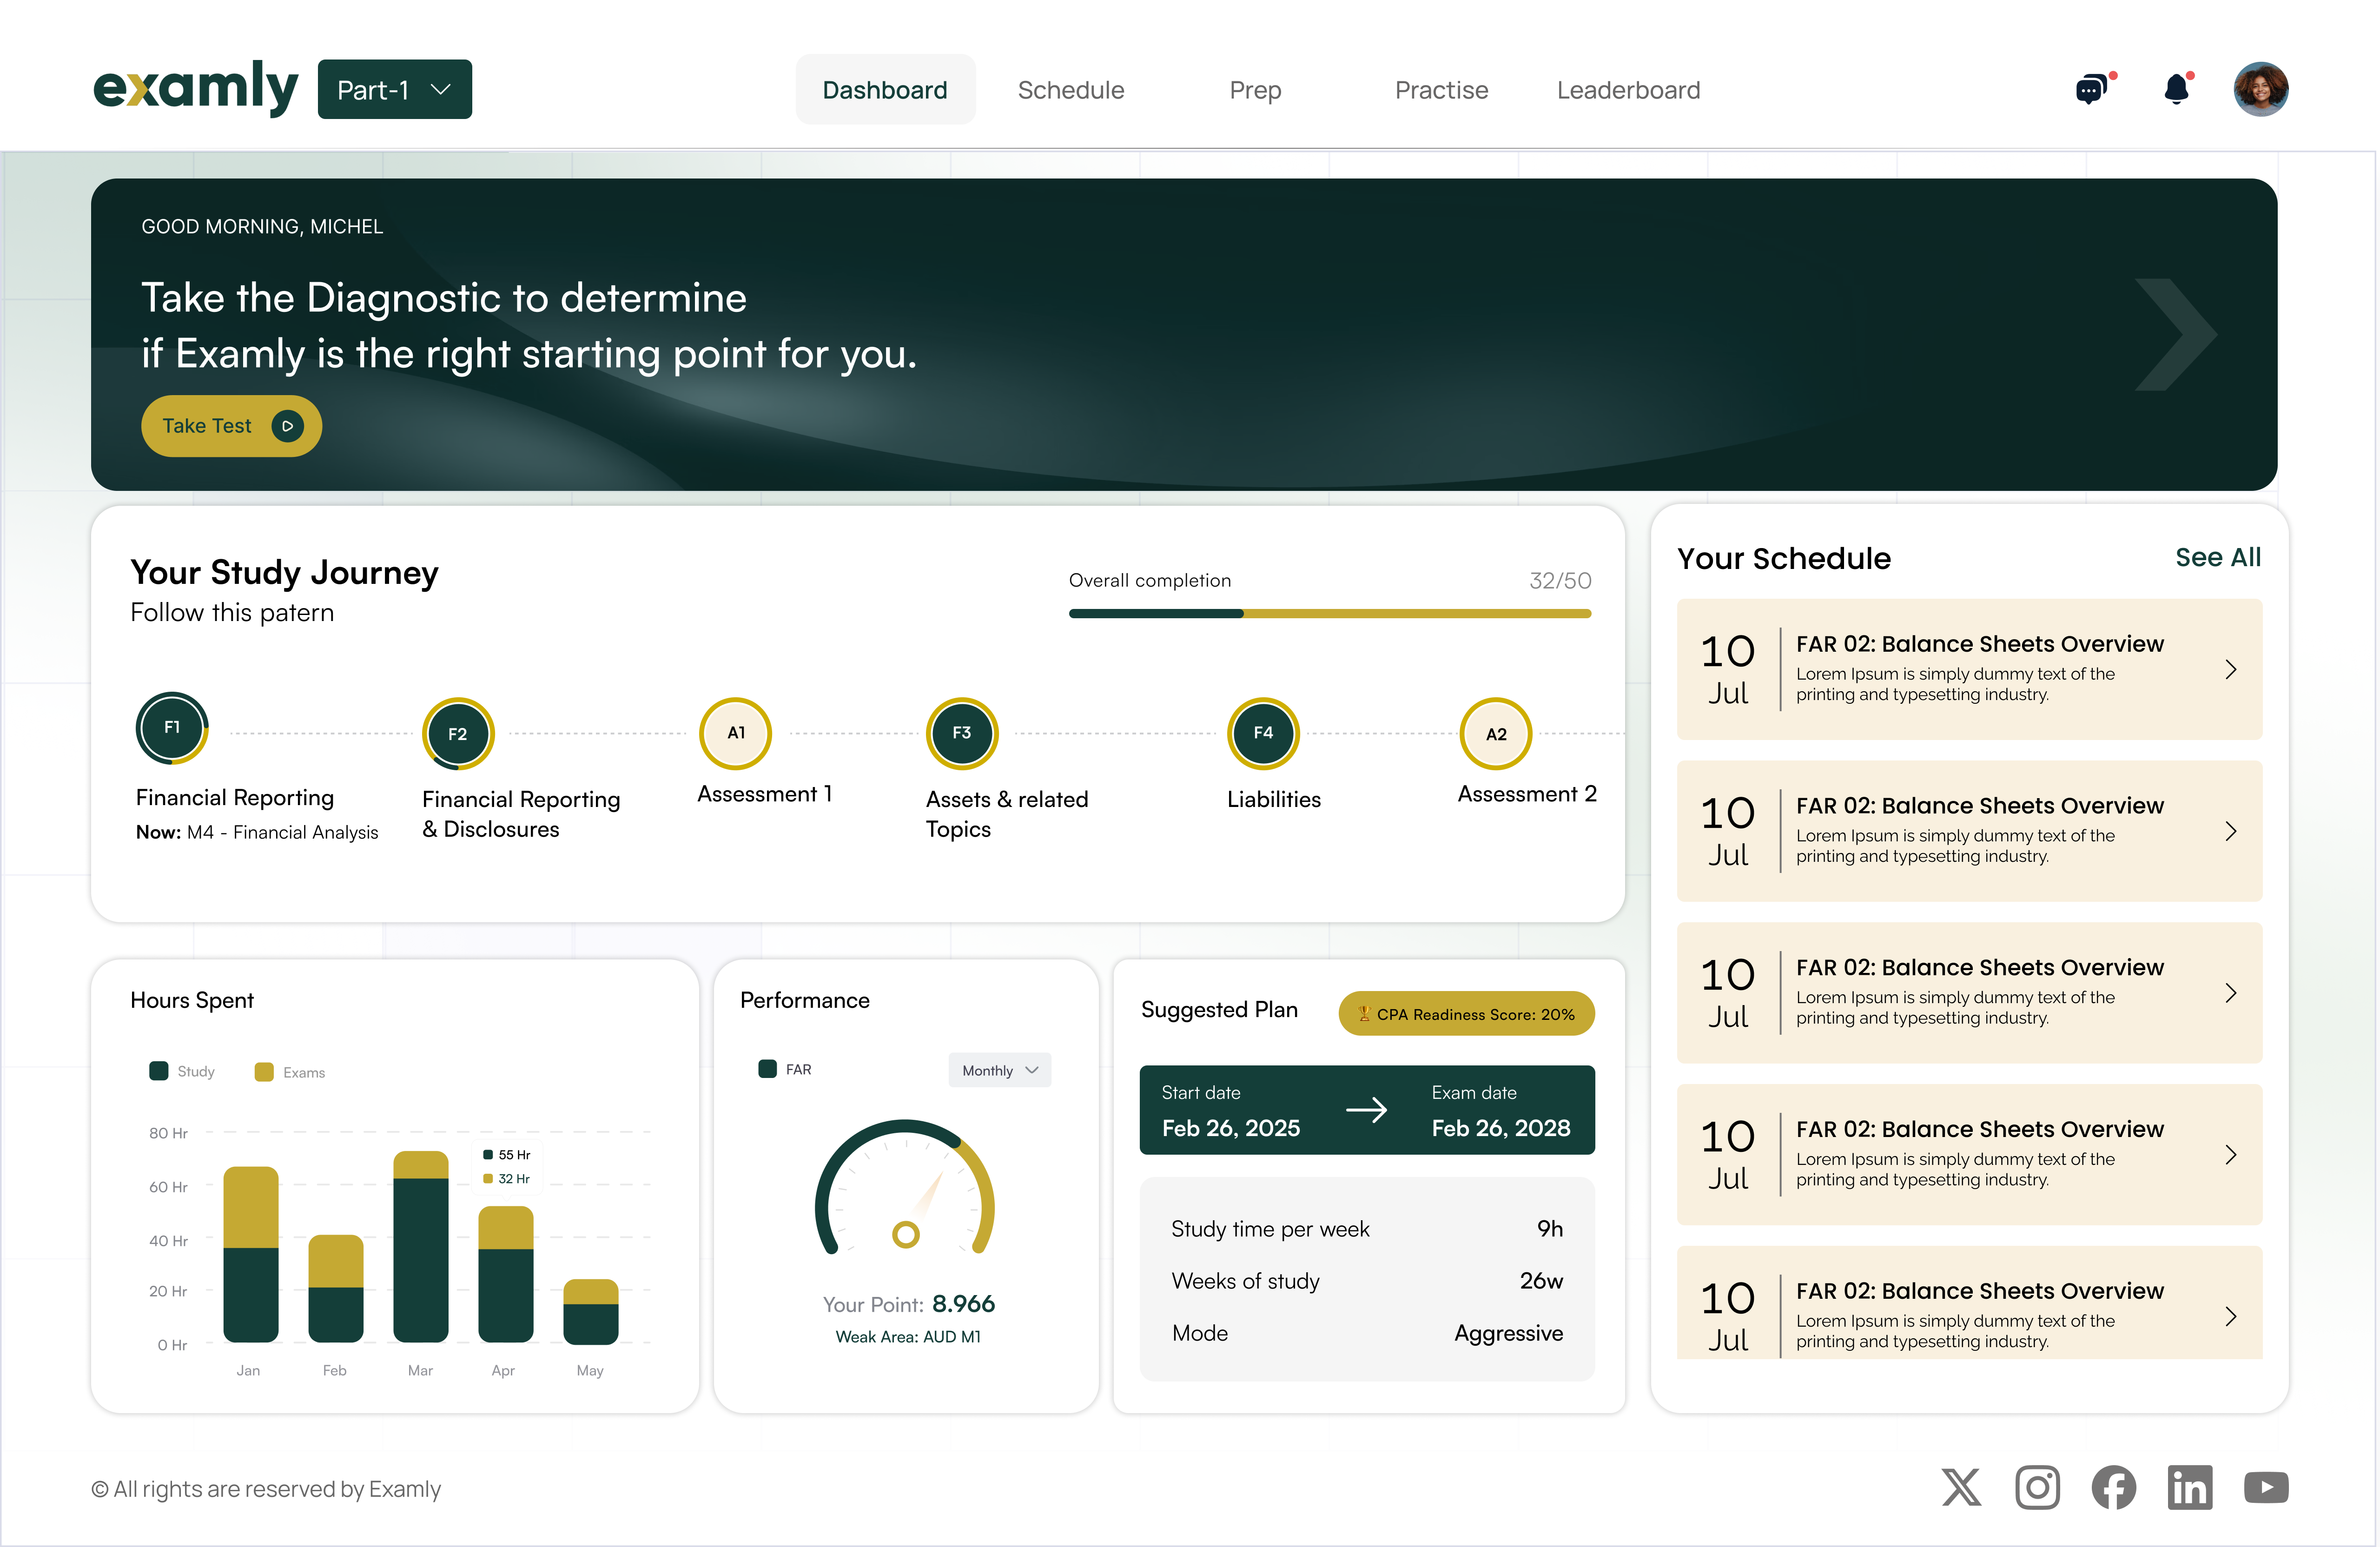 examly
Part-1
Dashboard
Schedule
Prep
Practise
Leaderboard
GOOD MORNING, MICHEL
Take the Diagnostic to determine
if Examly is the right starting point for you.
Take Test
Your Study Journey
Follow this patern
Overall completion
32/50
F1
F2
A1
F3
F4
A2
Financial Reporting
Now: M4 - Financial Analysis
Financial Reporting
& Disclosures
Assessment 1
Assets & related
Topics
Liabilities
Assessment 2
Your Schedule
See All
10
Jul
FAR 02: Balance Sheets Overview
Lorem Ipsum is simply dummy text of the
printing and typesetting industry.
10
Jul
FAR 02: Balance Sheets Overview
Lorem Ipsum is simply dummy text of the
printing and typesetting industry.
10
Jul
FAR 02: Balance Sheets Overview
Lorem Ipsum is simply dummy text of the
printing and typesetting industry.
10
Jul
FAR 02: Balance Sheets Overview
Lorem Ipsum is simply dummy text of the
printing and typesetting industry.
10
Jul
FAR 02: Balance Sheets Overview
Lorem Ipsum is simply dummy text of the
printing and typesetting industry.
Hours Spent
Study
Exams
80 Hr
60 Hr
40 Hr
20 Hr
0 Hr
55 Hr
32 Hr
Jan
Feb
Mar
Apr
May
Performance
FAR
Monthly
Your Point: 8.966
Weak Area: AUD M1
Suggested Plan
🏆 CPA Readiness Score: 20%
Start date
Feb 26, 2025
Exam date
Feb 26, 2028
Study time per week
9h
Weeks of study
26w
Mode
Aggressive
© All rights are reserved by Examly